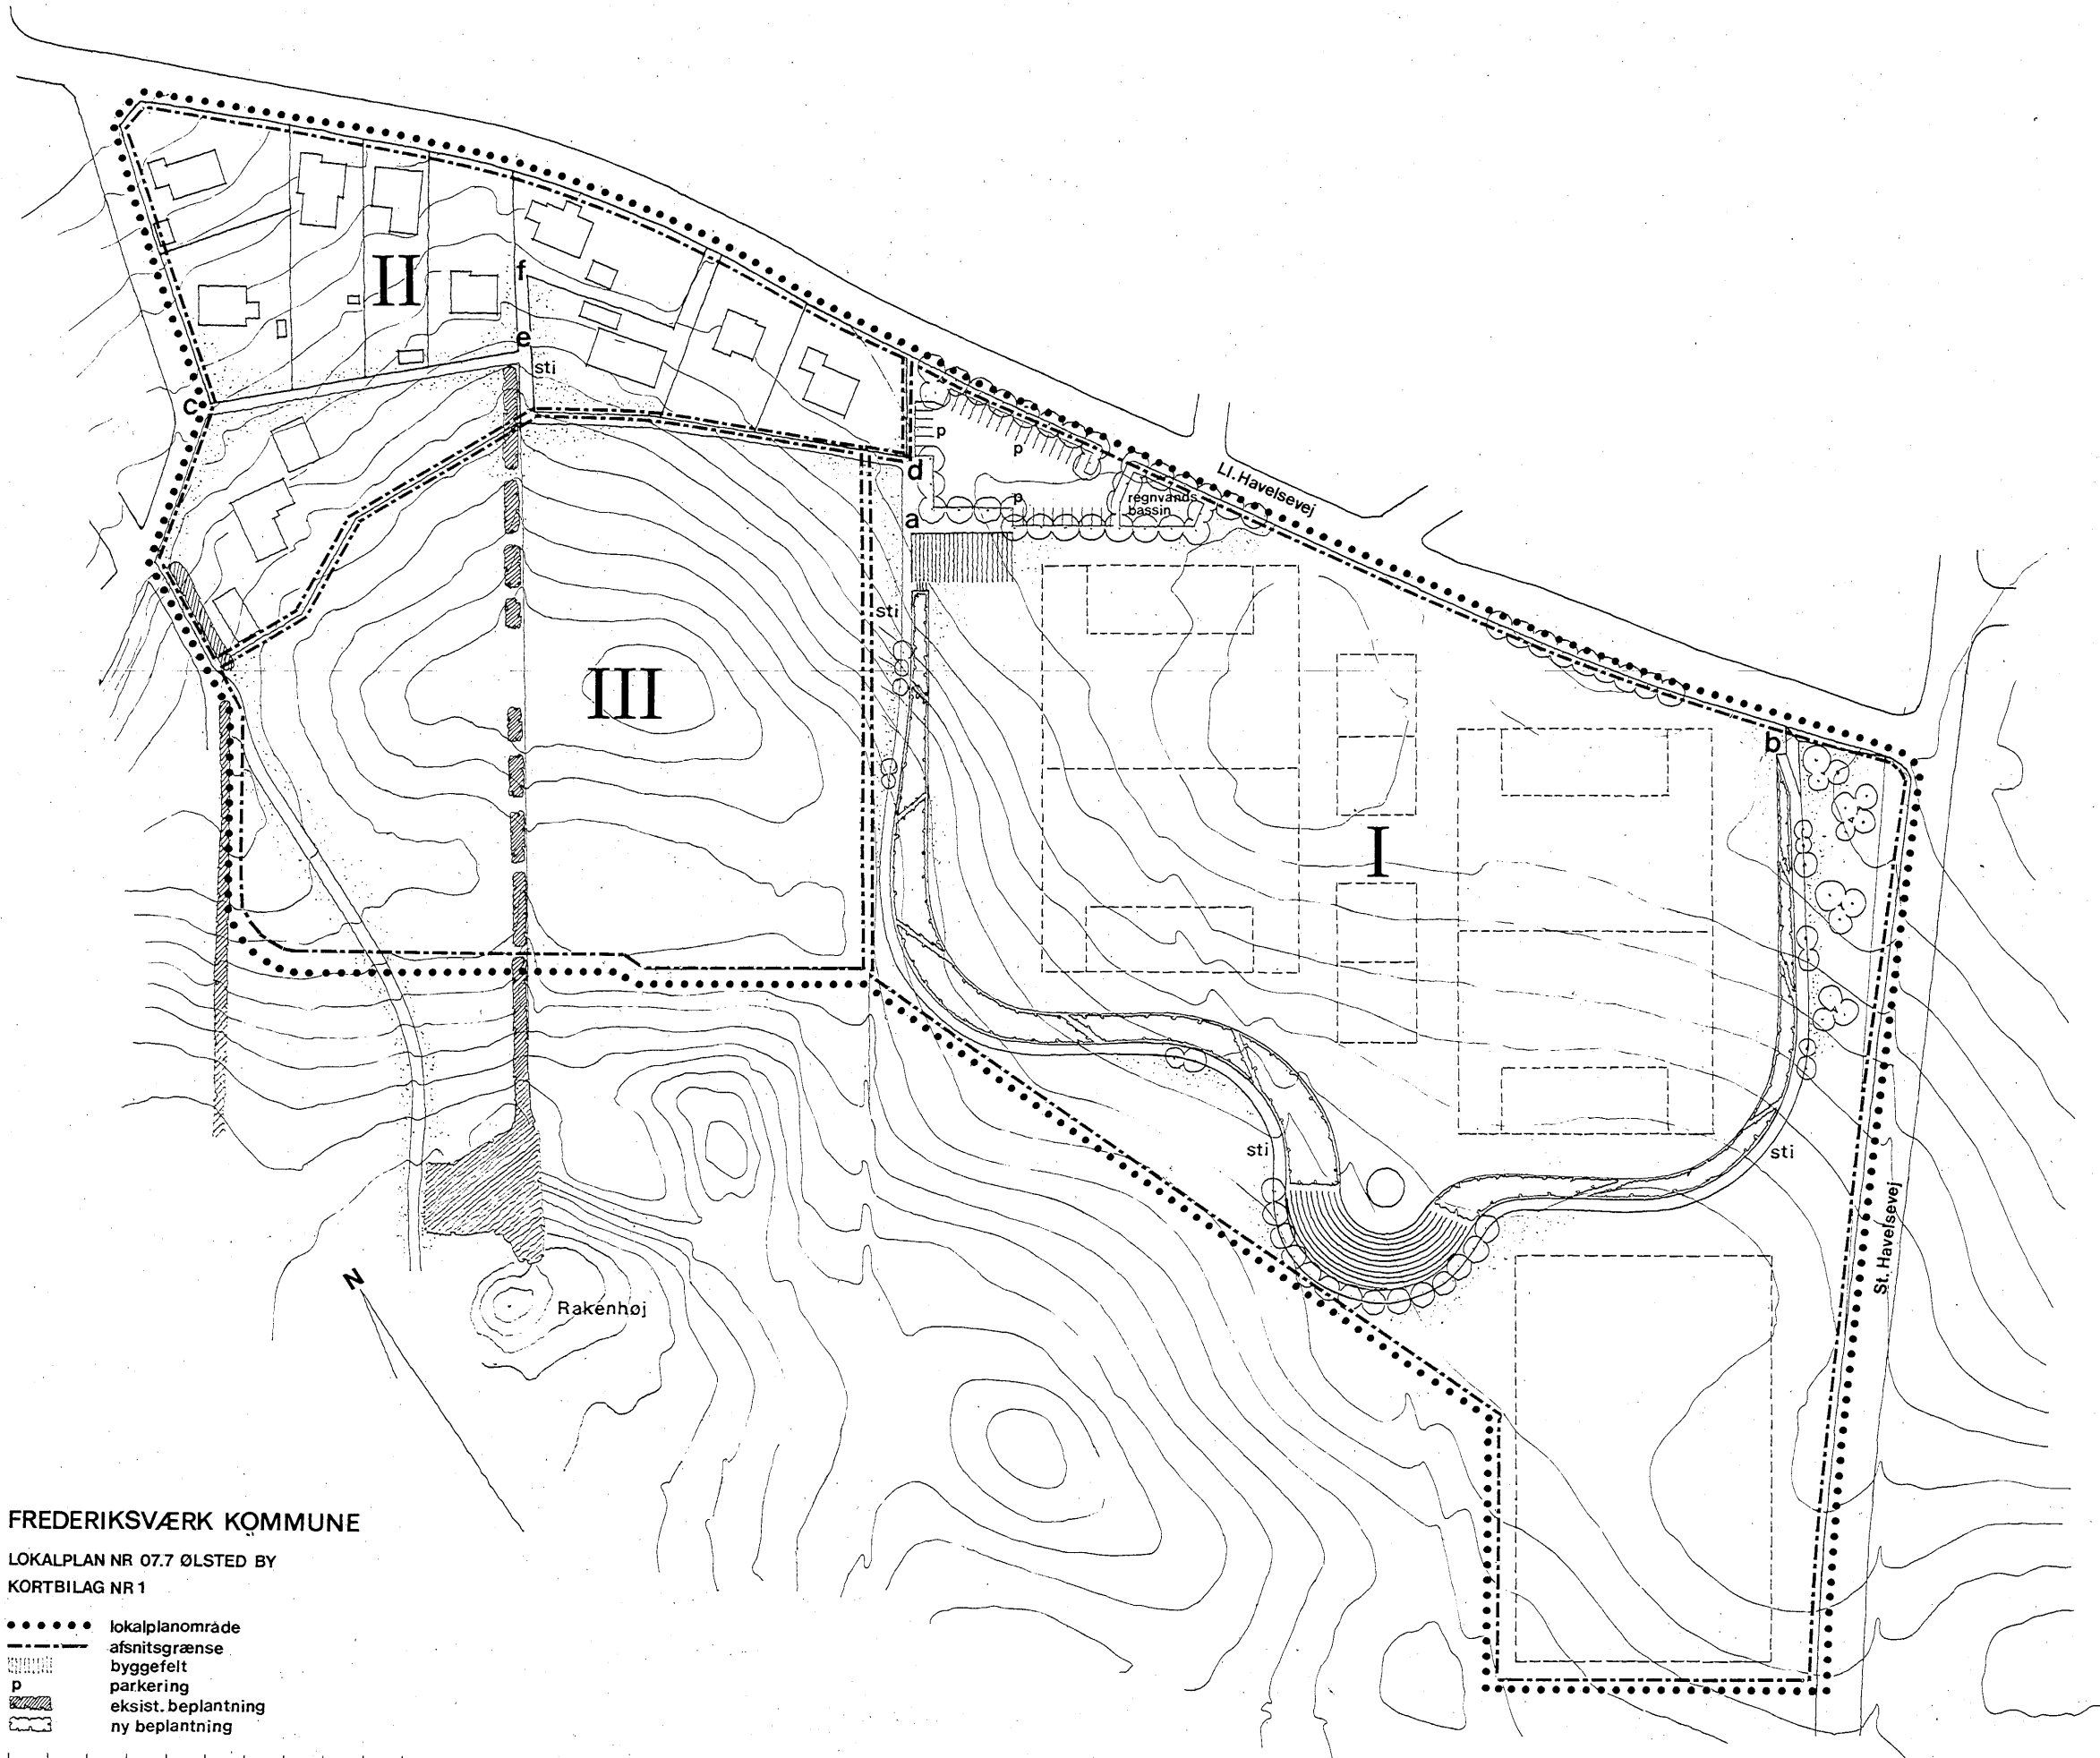 II
f
e
sti
c
p
p
d
Ll. Havelsevej
p
regnvands
bassin
a
sti
III
b
I
sti
sti
St. Havelsevej
N
Rakenhøj
FREDERIKSVÆRK KOMMUNE
LOKALPLAN NR 07.7 ØLSTED BY
KORTBILAG NR 1
lokalplanområde
afsnitsgrænse
byggefelt
p parkering
eksist. beplantning
ny beplantning